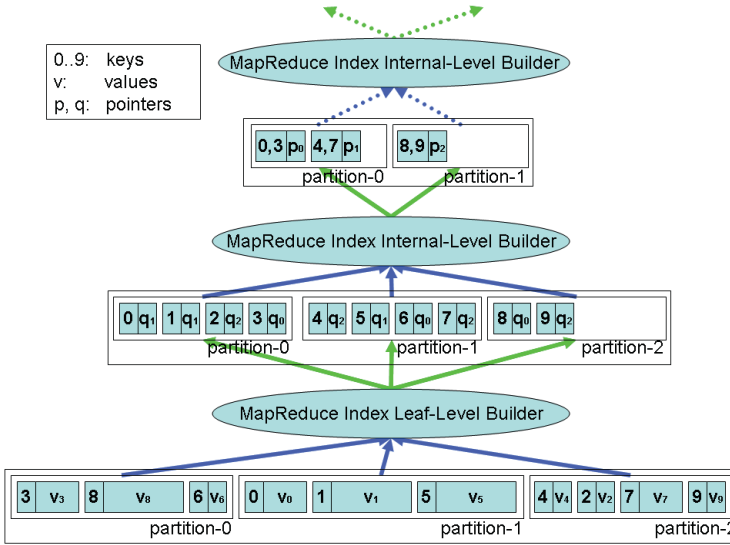 MapReduce Index Internal-Level Builder
0..9: keys
v: values
p, q: pointers
0,3 p₀ 4,7 p₁ 8,9 p₂
partition-0 partition-1
MapReduce Index Internal-Level Builder
0 q₁ 1 q₁ 2 q₂ 3 q₀ 4 q₂ 5 q₁ 6 q₀ 7 q₂ 8 q₀ 9 q₂
partition-0 partition-1 partition-2
MapReduce Index Leaf-Level Builder
3 v₃ 8 v₈ 6 v₆ 0 v₀ 1 v₁ 5 v₅ 4 v₄ 2 v₂ 7 v₇ 9 v₉
partition-0 partition-1 partition-2